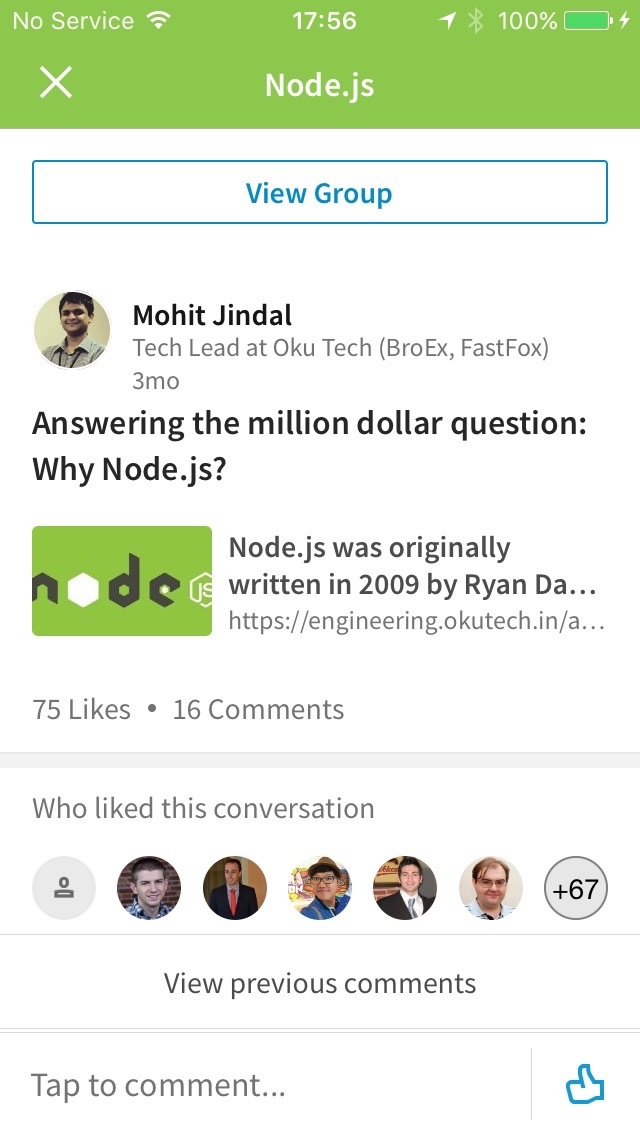 No Service 17:56 100%
Node.js
View Group
Mohit Jindal
Tech Lead at Oku Tech (BroEx, FastFox)
3mo
Answering the million dollar question:
Why Node.js?
node JS
Node.js was originally
written in 2009 by Ryan Da...
https://engineering.okutech.in/a...
75 Likes • 16 Comments
Who liked this conversation
+67
View previous comments
Tap to comment...